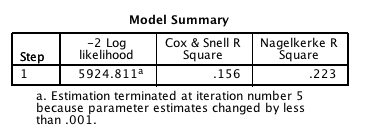 Model Summary
Step -2 Log likelihood Cox & Snell R Square Nagelkerke R Square
1 5924.811a .156 .223
a. Estimation terminated at iteration number 5
because parameter estimates changed by less
than .001.